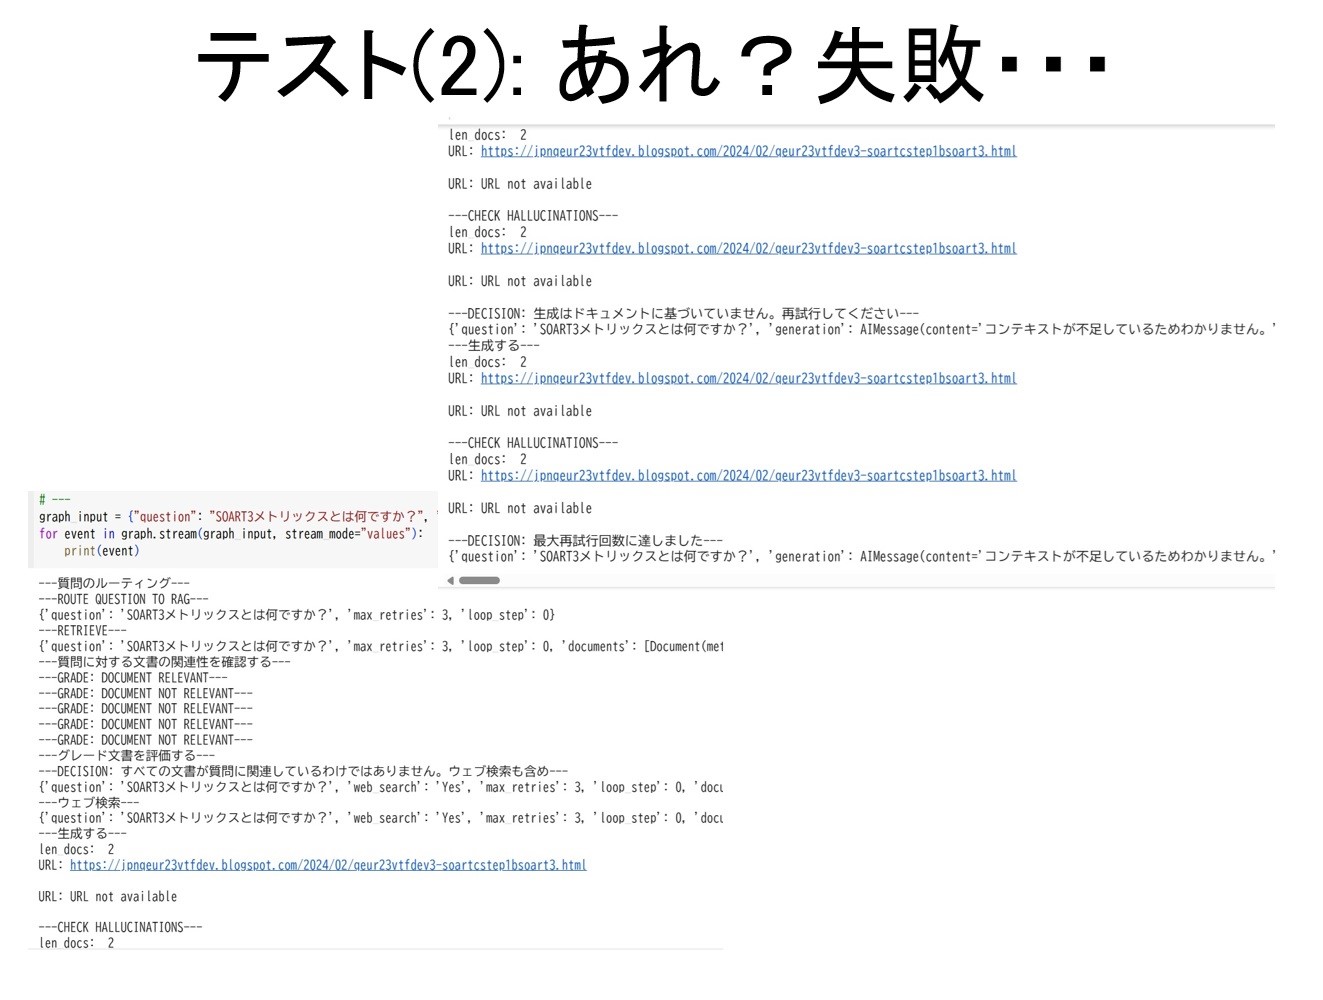 テスト(2): あれ？失敗・・・
# ---
graph_input = {"question": "SOART3メトリックスとは何ですか？",
for event in graph.stream(graph_input, stream_mode="values"):
    print(event)
---質問のルーティング---
---ROUTE QUESTION TO RAG---
{'question': 'SOART3メトリックスとは何ですか？', 'max_retries': 3, 'loop_step': 0}
---RETRIEVE---
{'question': 'SOART3メトリックスとは何ですか？', 'max_retries': 3, 'loop_step': 0, 'documents': [Document(met
---質問に対する文書の関連性を確認する---
---GRADE: DOCUMENT RELEVANT---
---GRADE: DOCUMENT NOT RELEVANT---
---GRADE: DOCUMENT NOT RELEVANT---
---GRADE: DOCUMENT NOT RELEVANT---
---GRADE: DOCUMENT NOT RELEVANT---
---グレード文書を評価する---
---DECISION: すべての文書が質問に関連しているわけではありません。ウェブ検索も含め---
{'question': 'SOART3メトリックスとは何ですか？', 'web_search': 'Yes', 'max_retries': 3, 'loop_step': 0, 'docu
---ウェブ検索---
{'question': 'SOART3メトリックスとは何ですか？', 'web_search': 'Yes', 'max_retries': 3, 'loop_step': 0, 'docu
---生成する---
len_docs:  2
URL: https://jpnqeur23vtfdev.blogspot.com/2024/02/qeur23vtfdev3-soartcstep1bsoart3.html
URL: URL not available
---CHECK HALLUCINATIONS---
len_docs:  2
len_docs:  2
URL: https://jpnqeur23vtfdev.blogspot.com/2024/02/qeur23vtfdev3-soartcstep1bsoart3.html
URL: URL not available
---CHECK HALLUCINATIONS---
len_docs:  2
URL: https://jpnqeur23vtfdev.blogspot.com/2024/02/qeur23vtfdev3-soartcstep1bsoart3.html
URL: URL not available
---DECISION: 生成はドキュメントに基づいていません。再試行してください---
{'question': 'SOART3メトリックスとは何ですか？', 'generation': AIMessage(content='コンテキストが不足しているためわかりません。'
---生成する---
len_docs:  2
URL: https://jpnqeur23vtfdev.blogspot.com/2024/02/qeur23vtfdev3-soartcstep1bsoart3.html
URL: URL not available
---CHECK HALLUCINATIONS---
len_docs:  2
URL: https://jpnqeur23vtfdev.blogspot.com/2024/02/qeur23vtfdev3-soartcstep1bsoart3.html
URL: URL not available
---DECISION: 最大再試行回数に達しました---
{'question': 'SOART3メトリックスとは何ですか？', 'generation': AIMessage(content='コンテキストが不足しているためわかりません。'